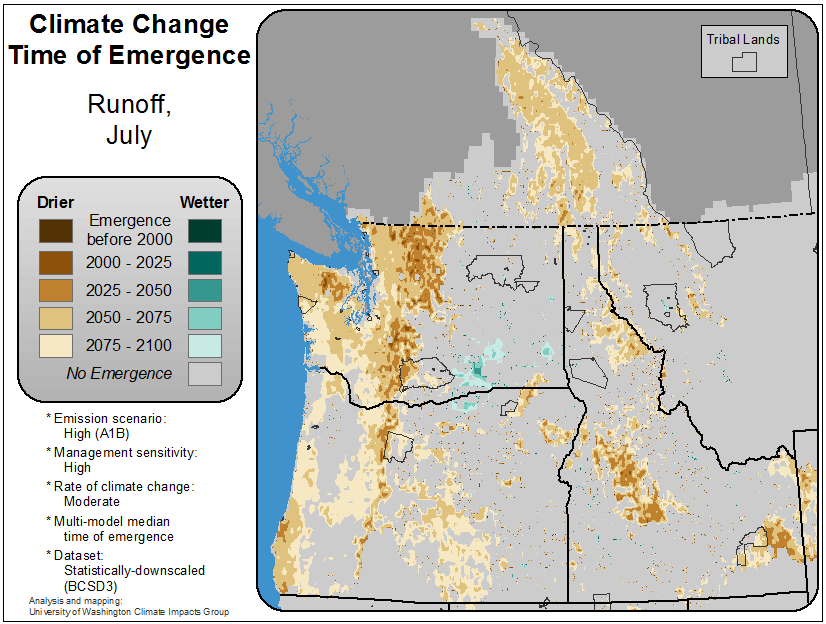 Climate Change
Time of Emergence
Runoff,
July
Drier
Wetter
Emergence
before 2000
2000 - 2025
2025 - 2050
2050 - 2075
2075 - 2100
No Emergence
* Emission scenario:
High (A1B)
* Management sensitivity:
High
* Rate of climate change:
Moderate
* Multi-model median
time of emergence
* Dataset:
Statistically-downscaled
(BCSD3)
Analysis and mapping:
University of Washington Climate Impacts Group
Tribal Lands